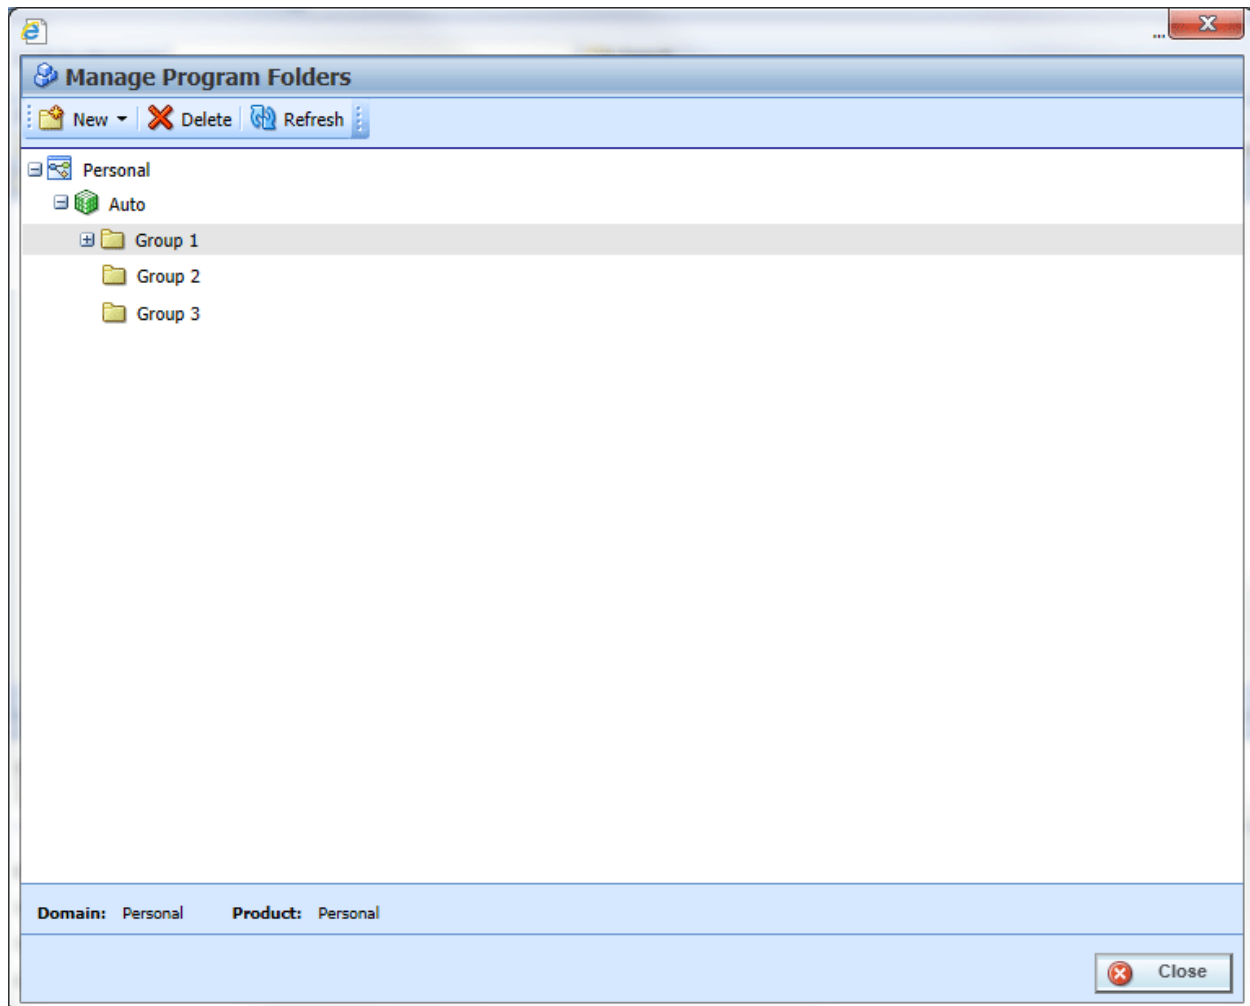 ...
Manage Program Folders
New Delete Refresh
Personal
Auto
Group 1
Group 2
Group 3
Domain: Personal Product: Personal
Close